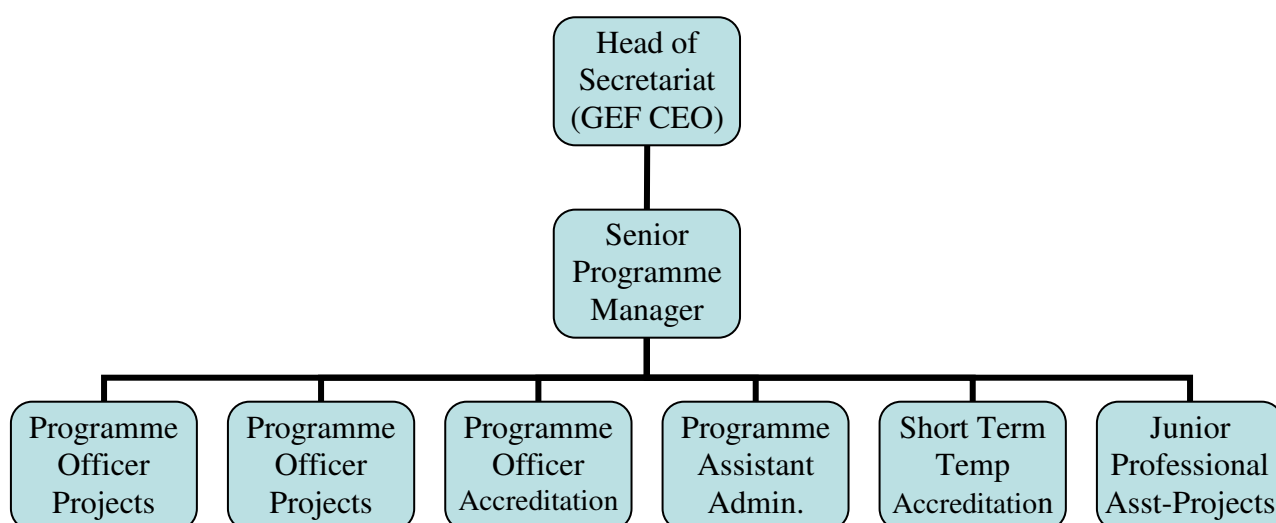 Head of
Secretariat
(GEF CEO)
Senior
Programme
Manager
Programme
Officer
Projects
Programme
Officer
Projects
Programme
Officer
Accreditation
Programme
Assistant
Admin.
Short Term
Temp
Accreditation
Junior
Professional
Asst-Projects